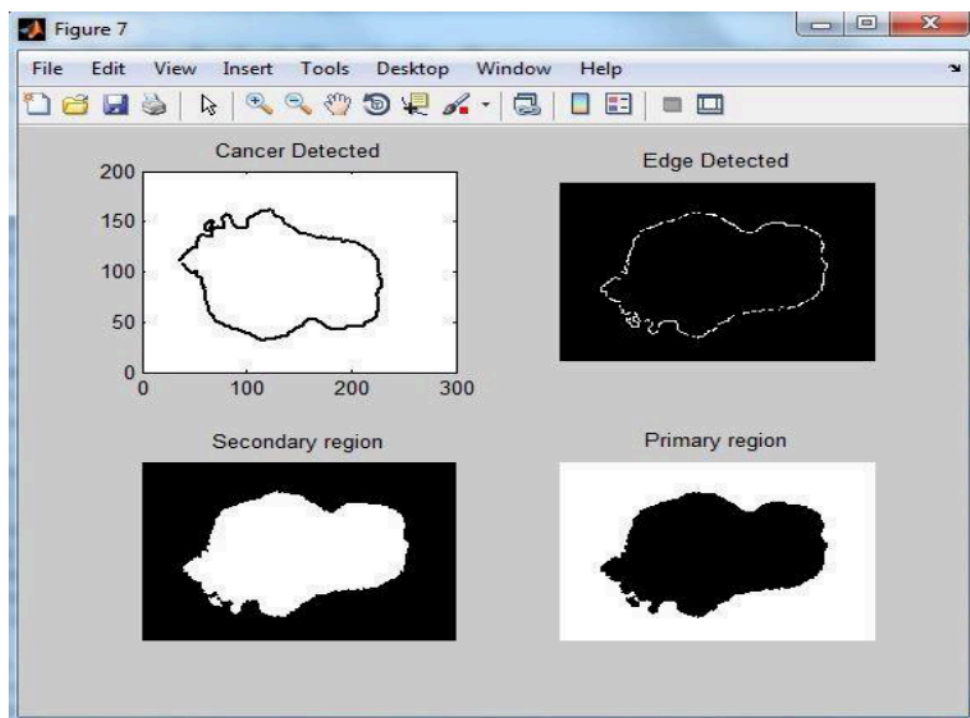 Figure 7
File Edit View Insert Tools Desktop Window Help
Cancer Detected
200
150
100
50
0
0 100 200 300
Edge Detected
Secondary region
Primary region